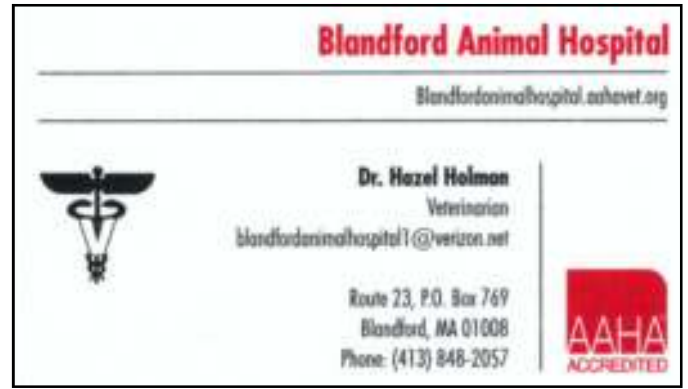 Blandford Animal Hospital
Blandfordanimalhospital.aahavet.org
Dr. Hazel Holman
Veterinarian
blandfordanimalhospital1@verizon.net
Route 23, P.O. Box 769
Blandford, MA 01008
Phone: (413) 848-2057
AAHA
ACCREDITED